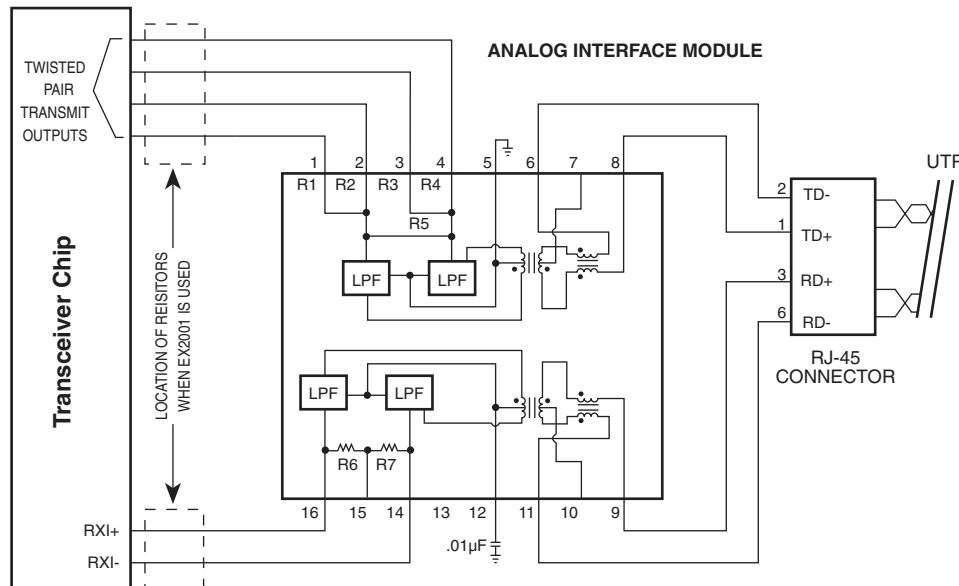 ANALOG INTERFACE MODULE
TWISTED
PAIR
TRANSMIT
OUTPUTS
Transceiver Chip
LOCATION OF REISITORS
WHEN EX2001 IS USED
1 2 3 4 5 6 7 8
R1 R2 R3 R4
R5
LPF LPF
LPF LPF
R6 R7
16 15 14 13 12 11 10 9
.01µF
RXI+
RXI-
2 TD-
1 TD+
3 RD+
6 RD-
RJ-45
CONNECTOR
UTP